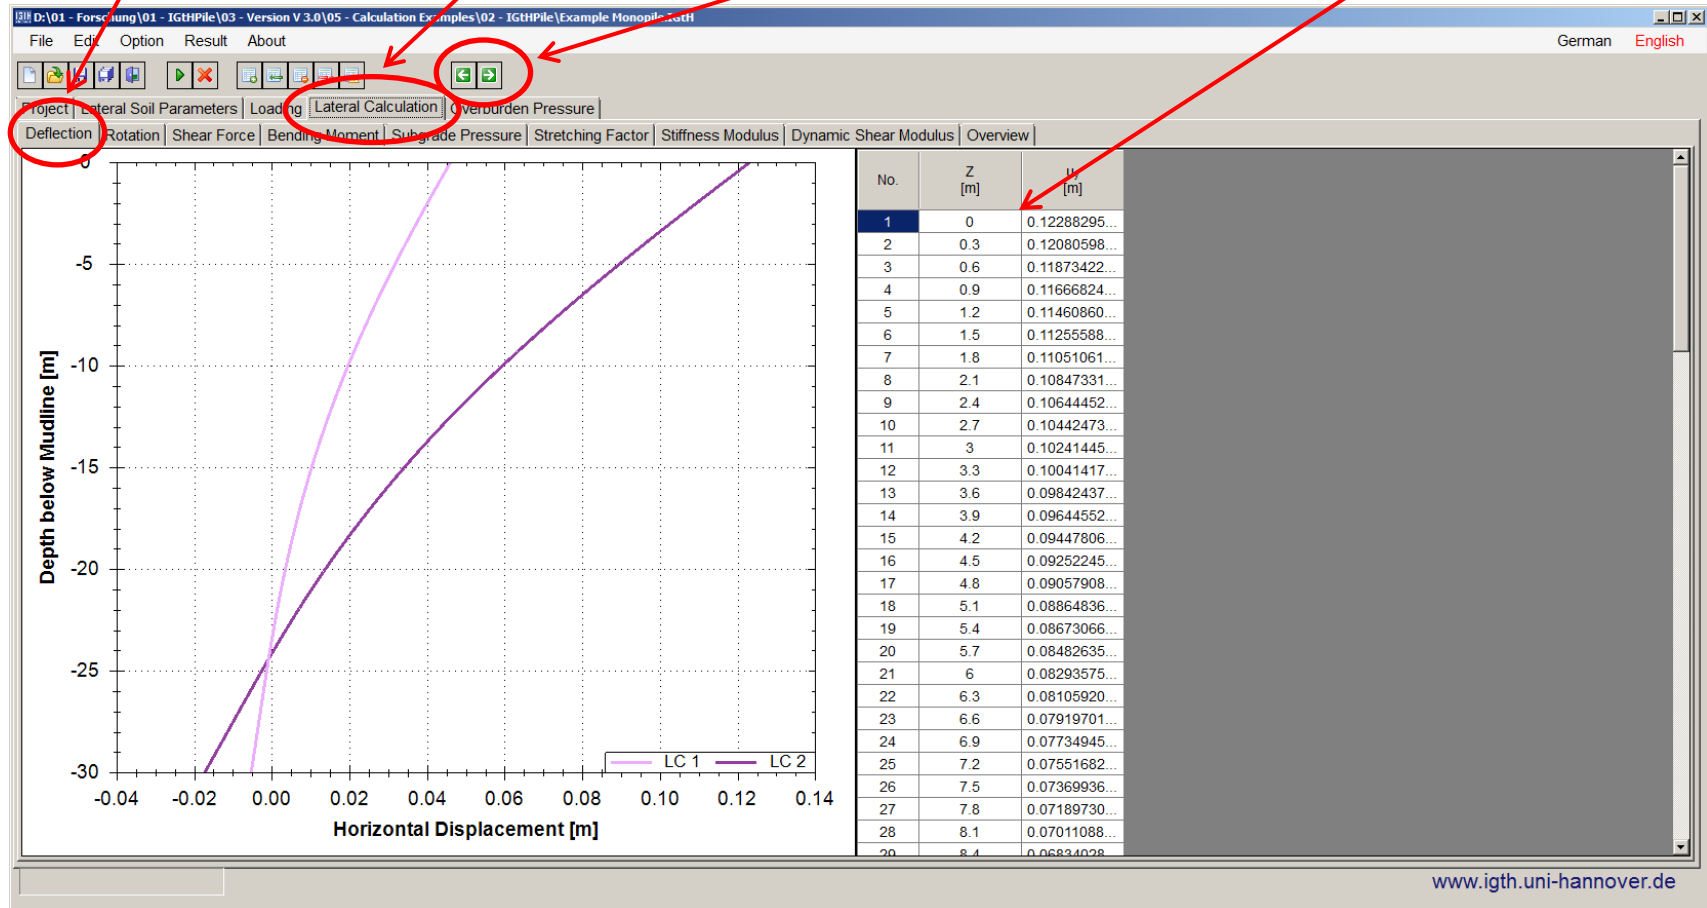 D:\01 - Forschung\01 - IGtHPile\03 - Version V 3.0\05 - Calculation Examples\02 - IGtHPile\Example Monopile.IGtH
File Edit Option Result About German English
Project Lateral Soil Parameters Loading Lateral Calculation Overburden Pressure
Deflection Rotation Shear Force Bending Moment Subgrade Pressure Stretching Factor Stiffness Modulus Dynamic Shear Modulus Overview
0
-5
-10
-15
-20
-25
-30
Depth below Mudline [m]
LC 1 LC 2
-0.04 -0.02 0.00 0.02 0.04 0.06 0.08 0.10 0.12 0.14
Horizontal Displacement [m]
No. Z [m] [m]
1 0 0.12288295...
2 0.3 0.12080598...
3 0.6 0.11873422...
4 0.9 0.11666824...
5 1.2 0.11460860...
6 1.5 0.11255588...
7 1.8 0.11051061...
8 2.1 0.10847331...
9 2.4 0.10644452...
10 2.7 0.10442473...
11 3 0.10241445...
12 3.3 0.10041417...
13 3.6 0.09842437...
14 3.9 0.09644552...
15 4.2 0.09447806...
16 4.5 0.09252245...
17 4.8 0.09057908...
18 5.1 0.08864836...
19 5.4 0.08673066...
20 5.7 0.08482635...
21 6 0.08293575...
22 6.3 0.08105920...
23 6.6 0.07919701...
24 6.9 0.07734945...
25 7.2 0.07551682...
26 7.5 0.07369936...
27 7.8 0.07189730...
28 8.1 0.07011088...
29 8.4 0.06834028...
www.igth.uni-hannover.de